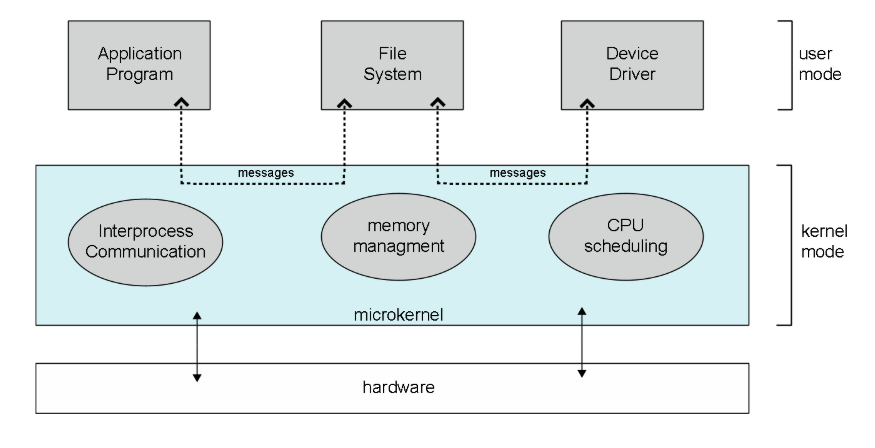 Application
Program
File
System
Device
Driver
user
mode
messages
messages
Interprocess
Communication
memory
managment
CPU
scheduling
kernel
mode
microkernel
hardware